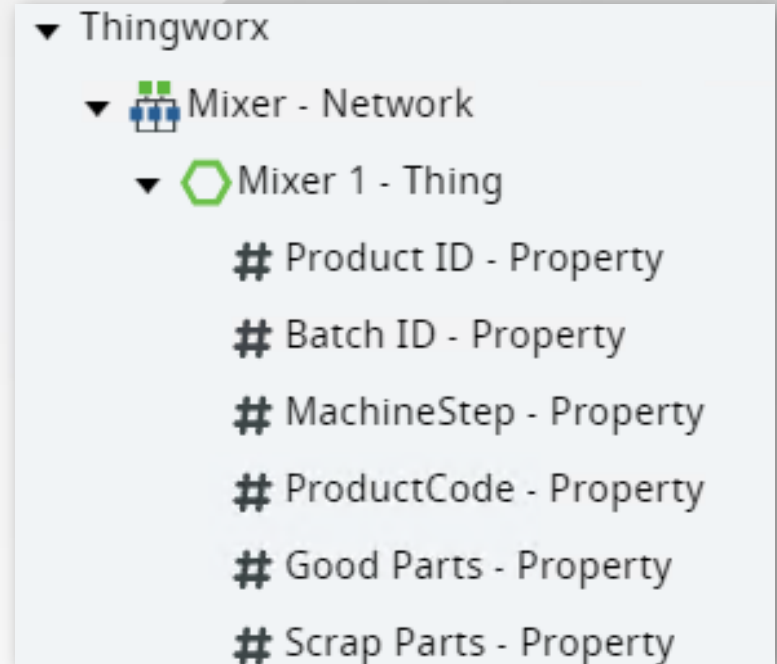 Thingworx
Mixer - Network
Mixer 1 - Thing
# Product ID - Property
# Batch ID - Property
# MachineStep - Property
# ProductCode - Property
# Good Parts - Property
# Scrap Parts - Property